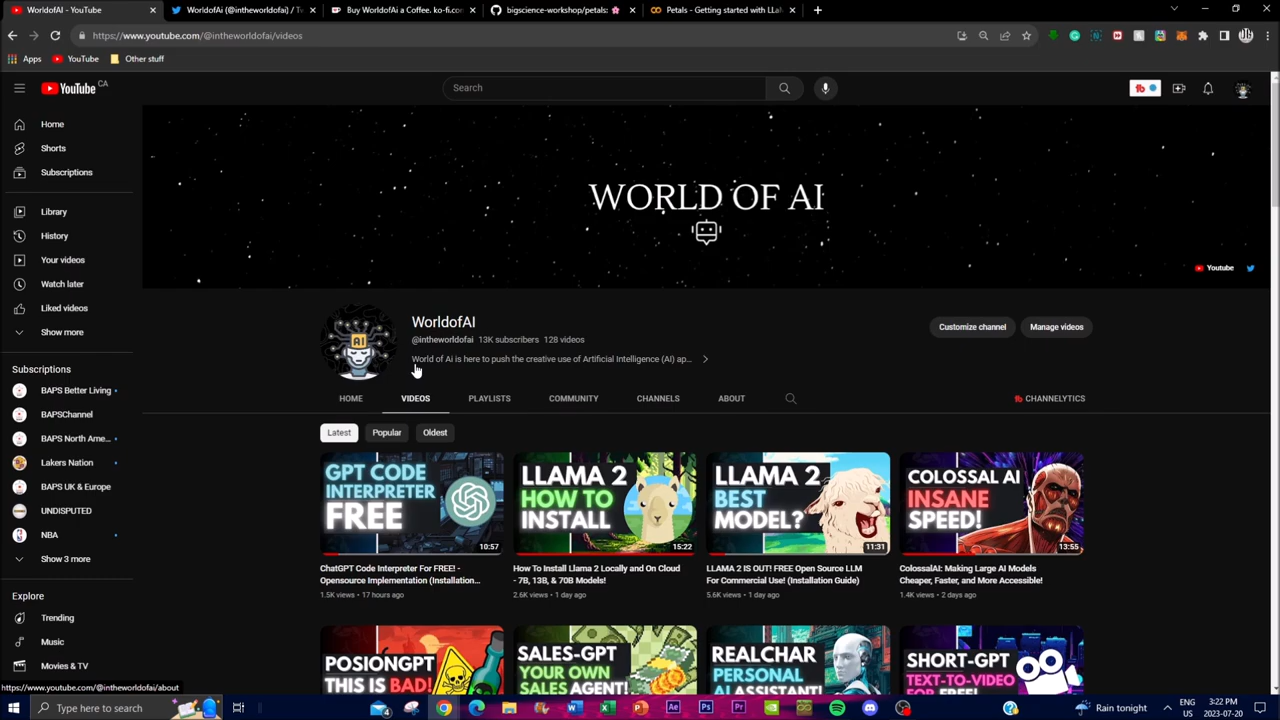 WorldofAi - YouTube
WorldofAi (@intheworldofai) / Tw
Buy WorldofAi a Coffee. ko-fi.com
bigscience-workshop/petals:
Petals - Getting started with LLa
https://www.youtube.com/@intheworldofai/videos
Apps
YouTube
Other stuff
YouTube CA
Search
Home
Shorts
Subscriptions
Library
History
Your videos
Watch later
Liked videos
Show more
Subscriptions
BAPS Better Living
BAPSChannel
BAPS North Ame...
Lakers Nation
BAPS UK & Europe
UNDISPUTED
NBA
Show 3 more
Explore
Trending
Music
Movies & TV
WORLD OF AI
Youtube
AI
WorldofAI
@intheworldofai 13K subscribers 128 videos
World of Ai is here to push the creative use of Artificial Intelligence (AI) ap...
Customize channel
Manage videos
HOME
VIDEOS
PLAYLISTS
COMMUNITY
CHANNELS
ABOUT
CHANNELYTICS
Latest
Popular
Oldest
GPT CODE
INTERPRETER
FREE
10:57
ChatGPT Code Interpreter For FREE! -
Opensource Implementation (Installation...
1.5K views • 17 hours ago
LLAMA 2
HOW TO
INSTALL
15:22
How To Install Llama 2 Locally and On Cloud
- 7B, 13B, & 70B Models!
2.6K views • 1 day ago
LLAMA 2
BEST
MODEL?
11:31
LLAMA 2 IS OUT! FREE Open Source LLM
For Commercial Use! (Installation Guide)
5.6K views • 1 day ago
COLOSSAL AI
INSANE
SPEED!
13:55
ColossalAI: Making Large AI Models
Cheaper, Faster, and More Accessible!
1.4K views • 2 days ago
POSIONGPT
THIS IS BAD!
SALES-GPT
YOUR OWN
SALES AGENT!
REALCHAR
PERSONAL
AI ASSISTANT!
SHORT-GPT
TEXT-TO-VIDEO
FOR FREE!
https://www.youtube.com/@intheworldofai/about
Type here to search
Rain tonight
ENG
US
3:22 PM
2023-07-20